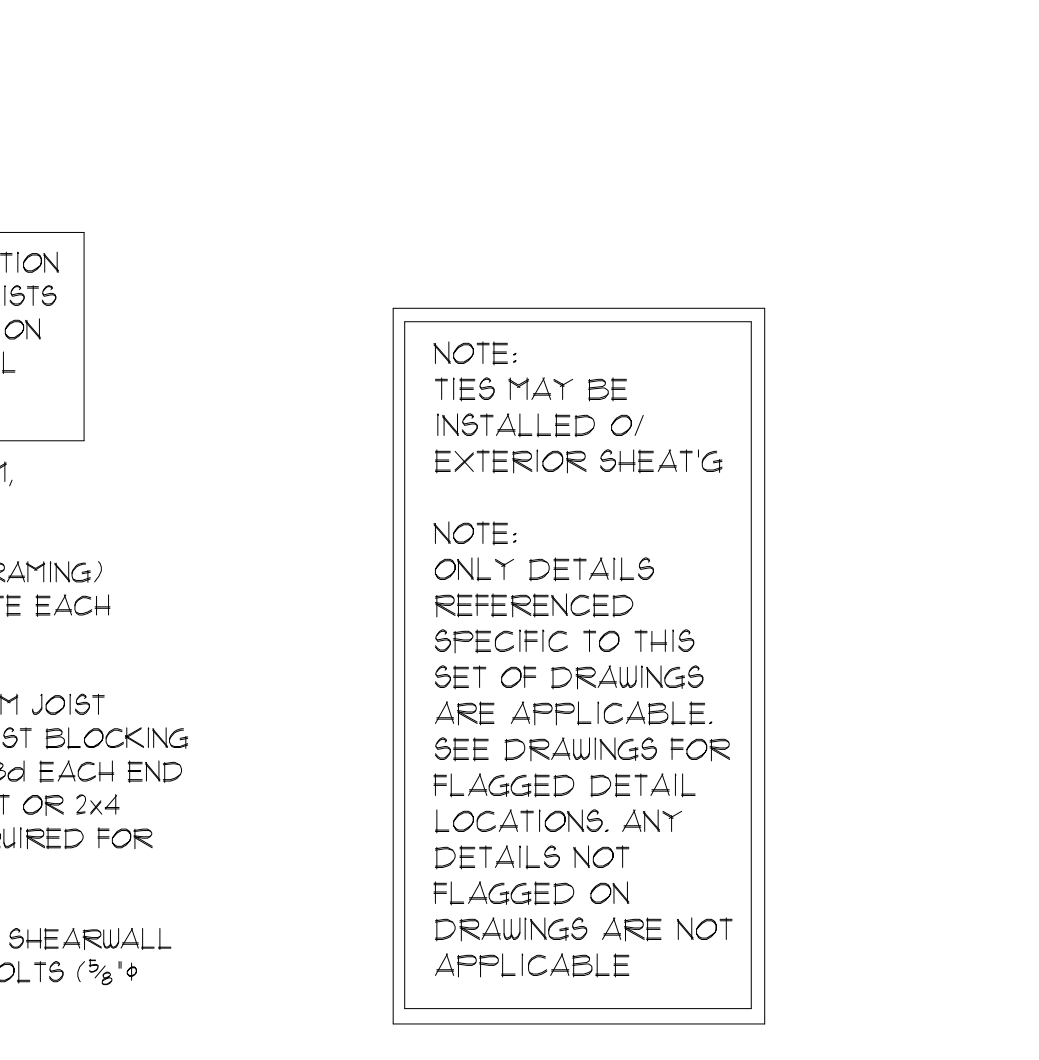 TION
ISTS
ON
L
M,
RAMING)
TE EACH
M JOIST
ST BLOCKING
8d EACH END
T OR 2x4
QUIRED FOR
SHEARWALL
OLTS (5/8"φ
NOTE:
TIES MAY BE
INSTALLED O/
EXTERIOR SHEAT'G
NOTE:
ONLY DETAILS
REFERENCED
SPECIFIC TO THIS
SET OF DRAWINGS
ARE APPLICABLE.
SEE DRAWINGS FOR
FLAGGED DETAIL
LOCATIONS. ANY
DETAILS NOT
FLAGGED ON
DRAWINGS ARE NOT
APPLICABLE